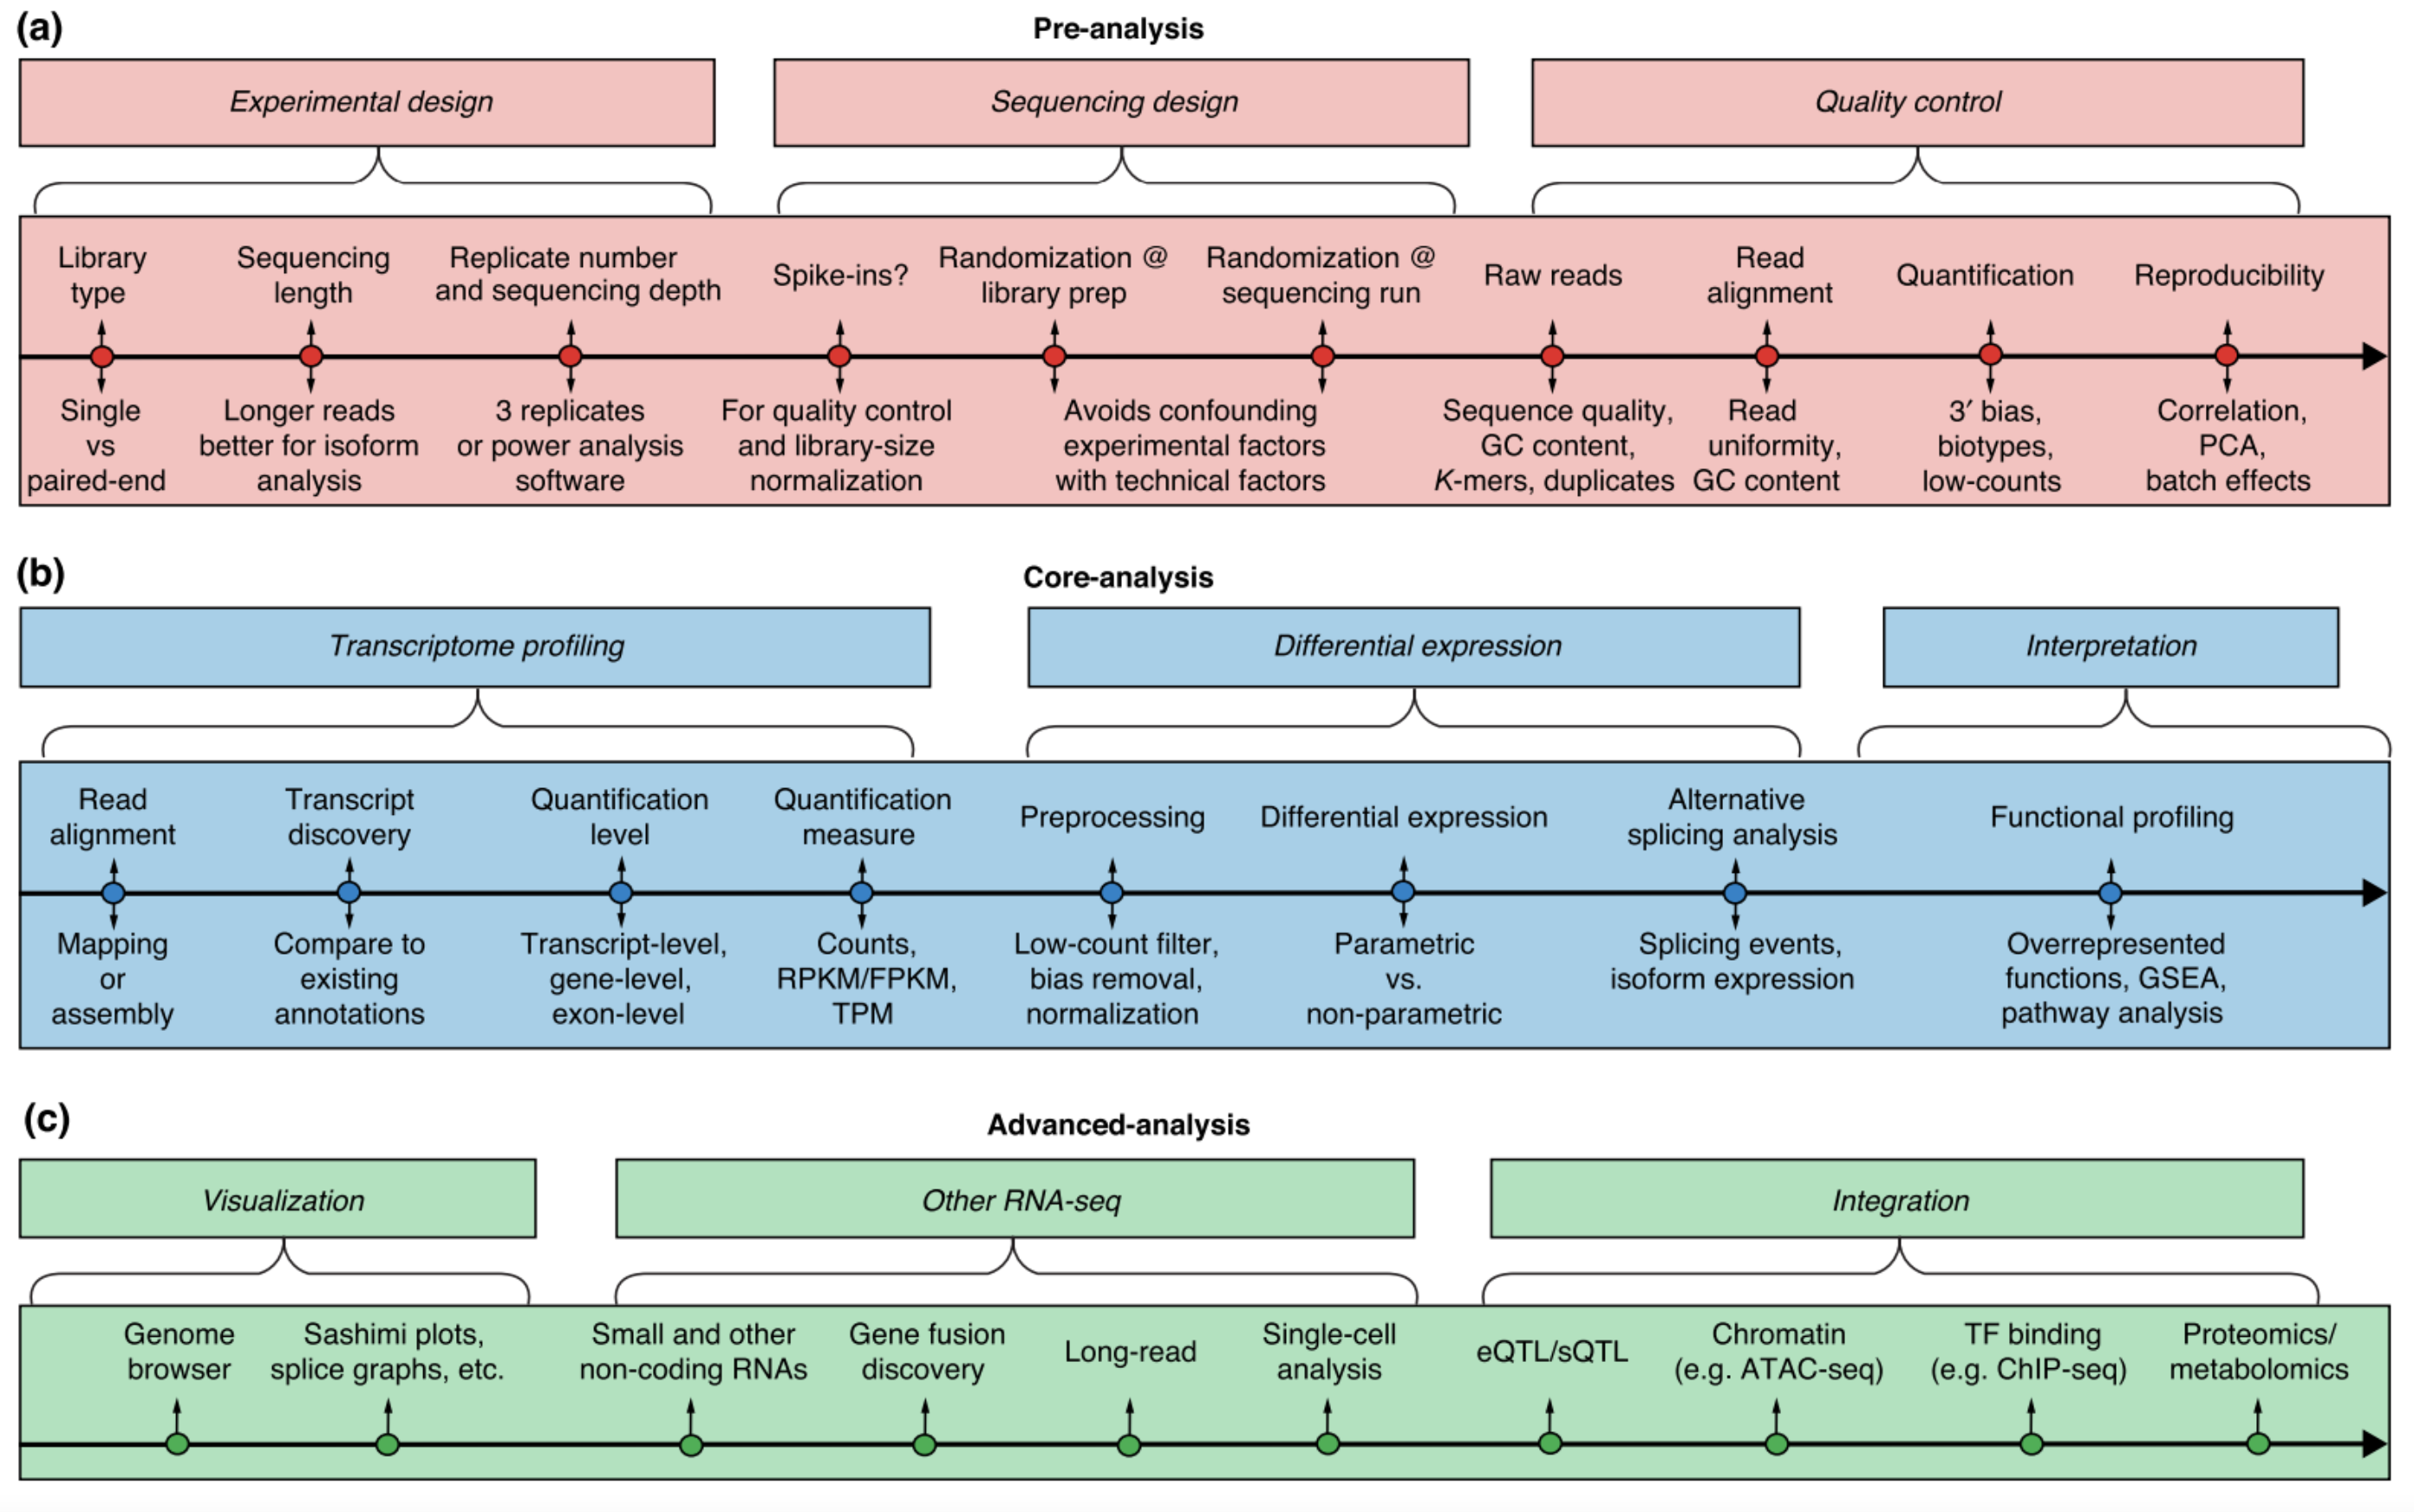 (a)
Pre-analysis
Experimental design
Sequencing design
Quality control
Library
type
Sequencing
length
Replicate number
and sequencing depth
Spike-ins?
Randomization @
library prep
Randomization @
sequencing run
Raw reads
Read
alignment
Quantification
Reproducibility
Single
vs
paired-end
Longer reads
better for isoform
analysis
3 replicates
or power analysis
software
For quality control
and library-size
normalization
Avoids confounding
experimental factors
with technical factors
Sequence quality,
GC content,
K-mers, duplicates
Read
uniformity,
GC content
3′ bias,
biotypes,
low-counts
Correlation,
PCA,
batch effects
(b)
Core-analysis
Transcriptome profiling
Differential expression
Interpretation
Read
alignment
Transcript
discovery
Quantification
level
Quantification
measure
Preprocessing
Differential expression
Alternative
splicing analysis
Functional profiling
Mapping
or
assembly
Compare to
existing
annotations
Transcript-level,
gene-level,
exon-level
Counts,
RPKM/FPKM,
TPM
Low-count filter,
bias removal,
normalization
Parametric
vs.
non-parametric
Splicing events,
isoform expression
Overrepresented
functions, GSEA,
pathway analysis
(c)
Advanced-analysis
Visualization
Other RNA-seq
Integration
Genome
browser
Sashimi plots,
splice graphs, etc.
Small and other
non-coding RNAs
Gene fusion
discovery
Long-read
Single-cell
analysis
eQTL/sQTL
Chromatin
(e.g. ATAC-seq)
TF binding
(e.g. ChIP-seq)
Proteomics/
metabolomics